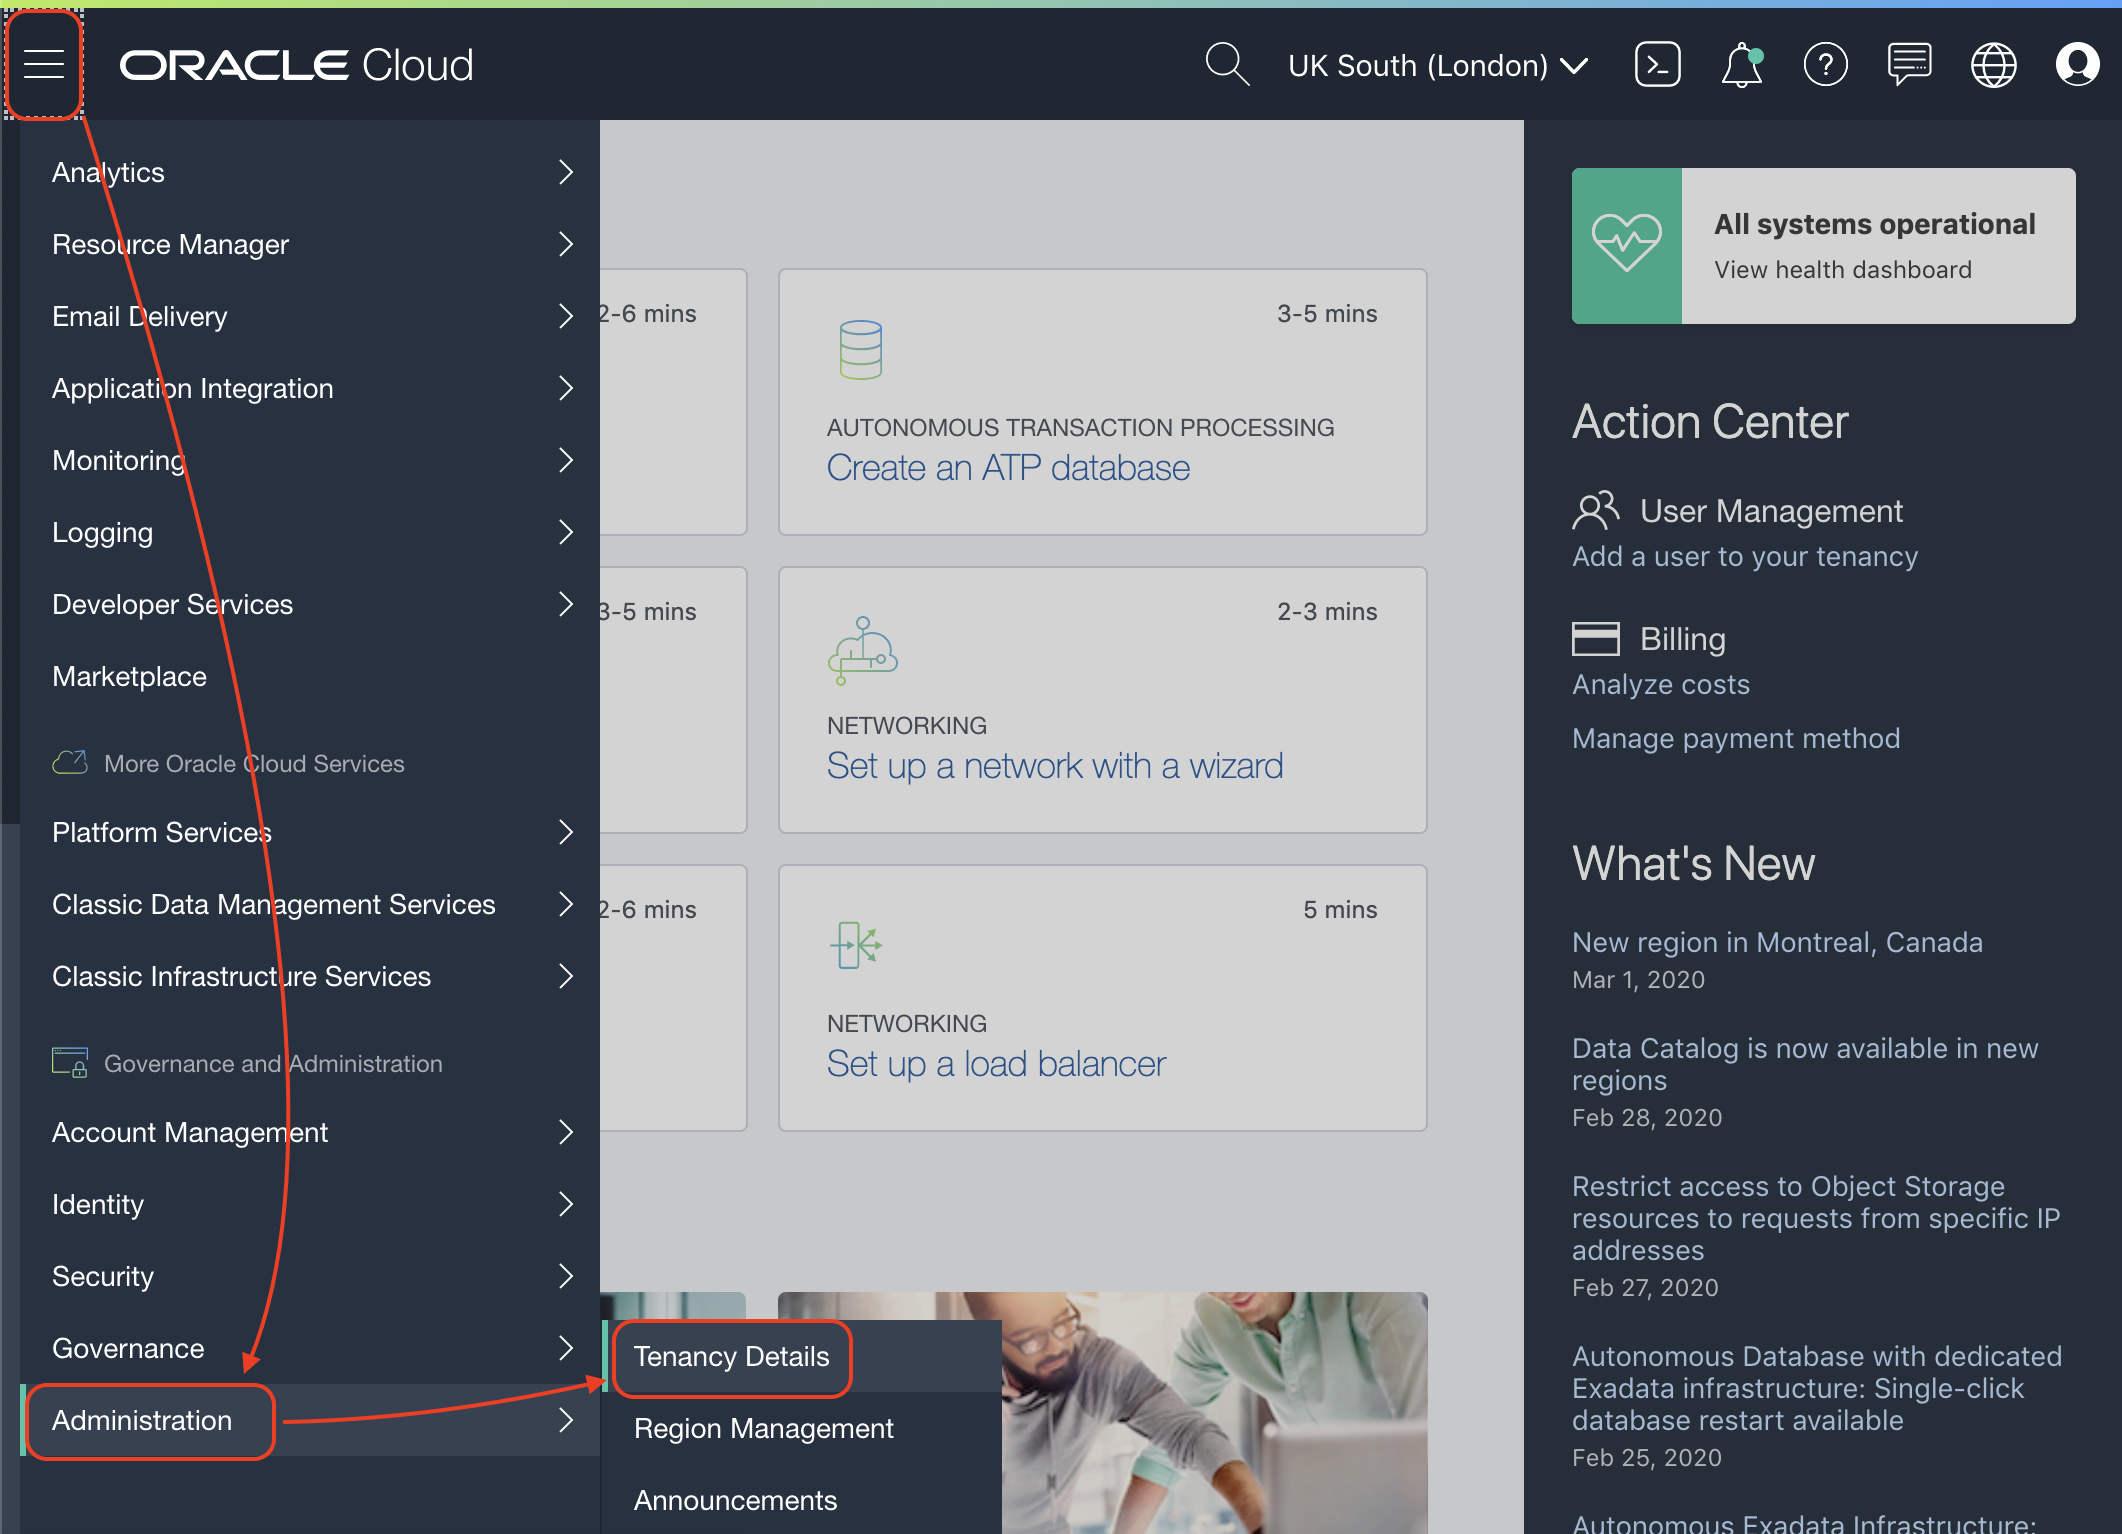 ORACLE Cloud
UK South (London)
Analytics
Resource Manager
Email Delivery
Application Integration
Monitoring
Logging
Developer Services
Marketplace
More Oracle Cloud Services
Platform Services
Classic Data Management Services
Classic Infrastructure Services
Governance and Administration
Account Management
Identity
Security
Governance
Administration
Tenancy Details
Region Management
Announcements
2-6 mins
3-5 mins
AUTONOMOUS TRANSACTION PROCESSING
Create an ATP database
3-5 mins
2-3 mins
NETWORKING
Set up a network with a wizard
2-6 mins
5 mins
NETWORKING
Set up a load balancer
All systems operational
View health dashboard
Action Center
User Management
Add a user to your tenancy
Billing
Analyze costs
Manage payment method
What's New
New region in Montreal, Canada
Mar 1, 2020
Data Catalog is now available in new
regions
Feb 28, 2020
Restrict access to Object Storage
resources to requests from specific IP
addresses
Feb 27, 2020
Autonomous Database with dedicated
Exadata infrastructure: Single-click
database restart available
Feb 25, 2020
Autonomous Exadata Infrastructure: